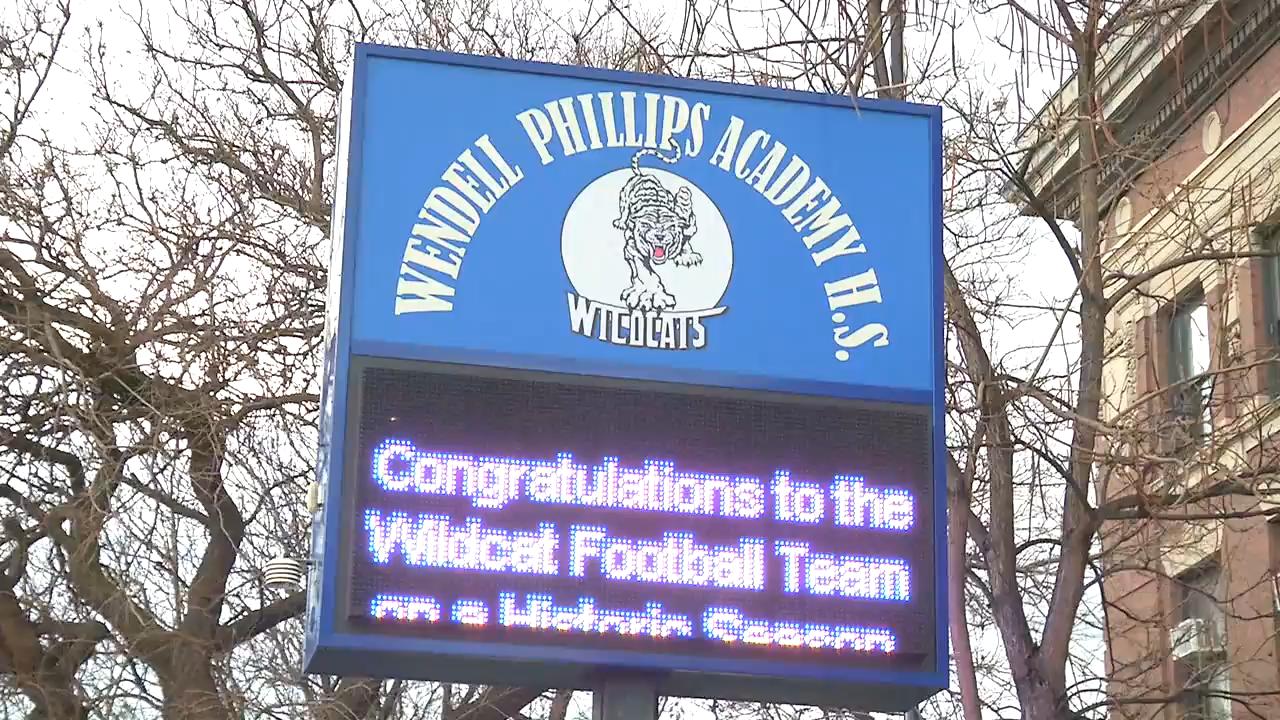 WENDELL PHILLIPS ACADEMY H.S.
WILDCATS
Congratulations to the
Wildcat Football Team
on a Historic Season